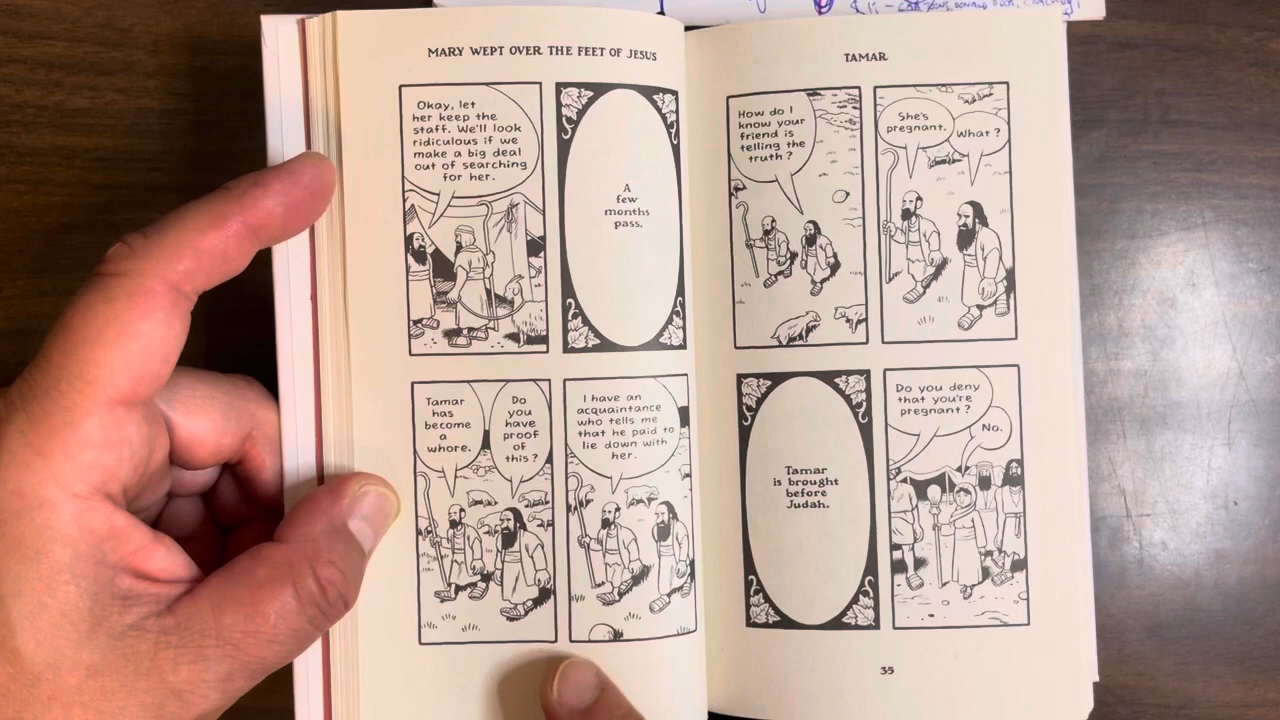 MARY WEPT OVER THE FEET OF JESUS
Okay, let
her keep the
staff. We'll look
ridiculous if we
make a big deal
out of searching
for her.
A
few
months
pass.
Tamar
has
become
a
whore.
Do
you
have
proof
of
this?
I have an
acquaintance
who tells me
that he paid to
lie down with
her.
TAMAR
How do I
know your
friend is
telling the
truth?
She's
pregnant.
What?
Tamar
is brought
before
Judah.
Do you deny
that you're
pregnant?
No.
35